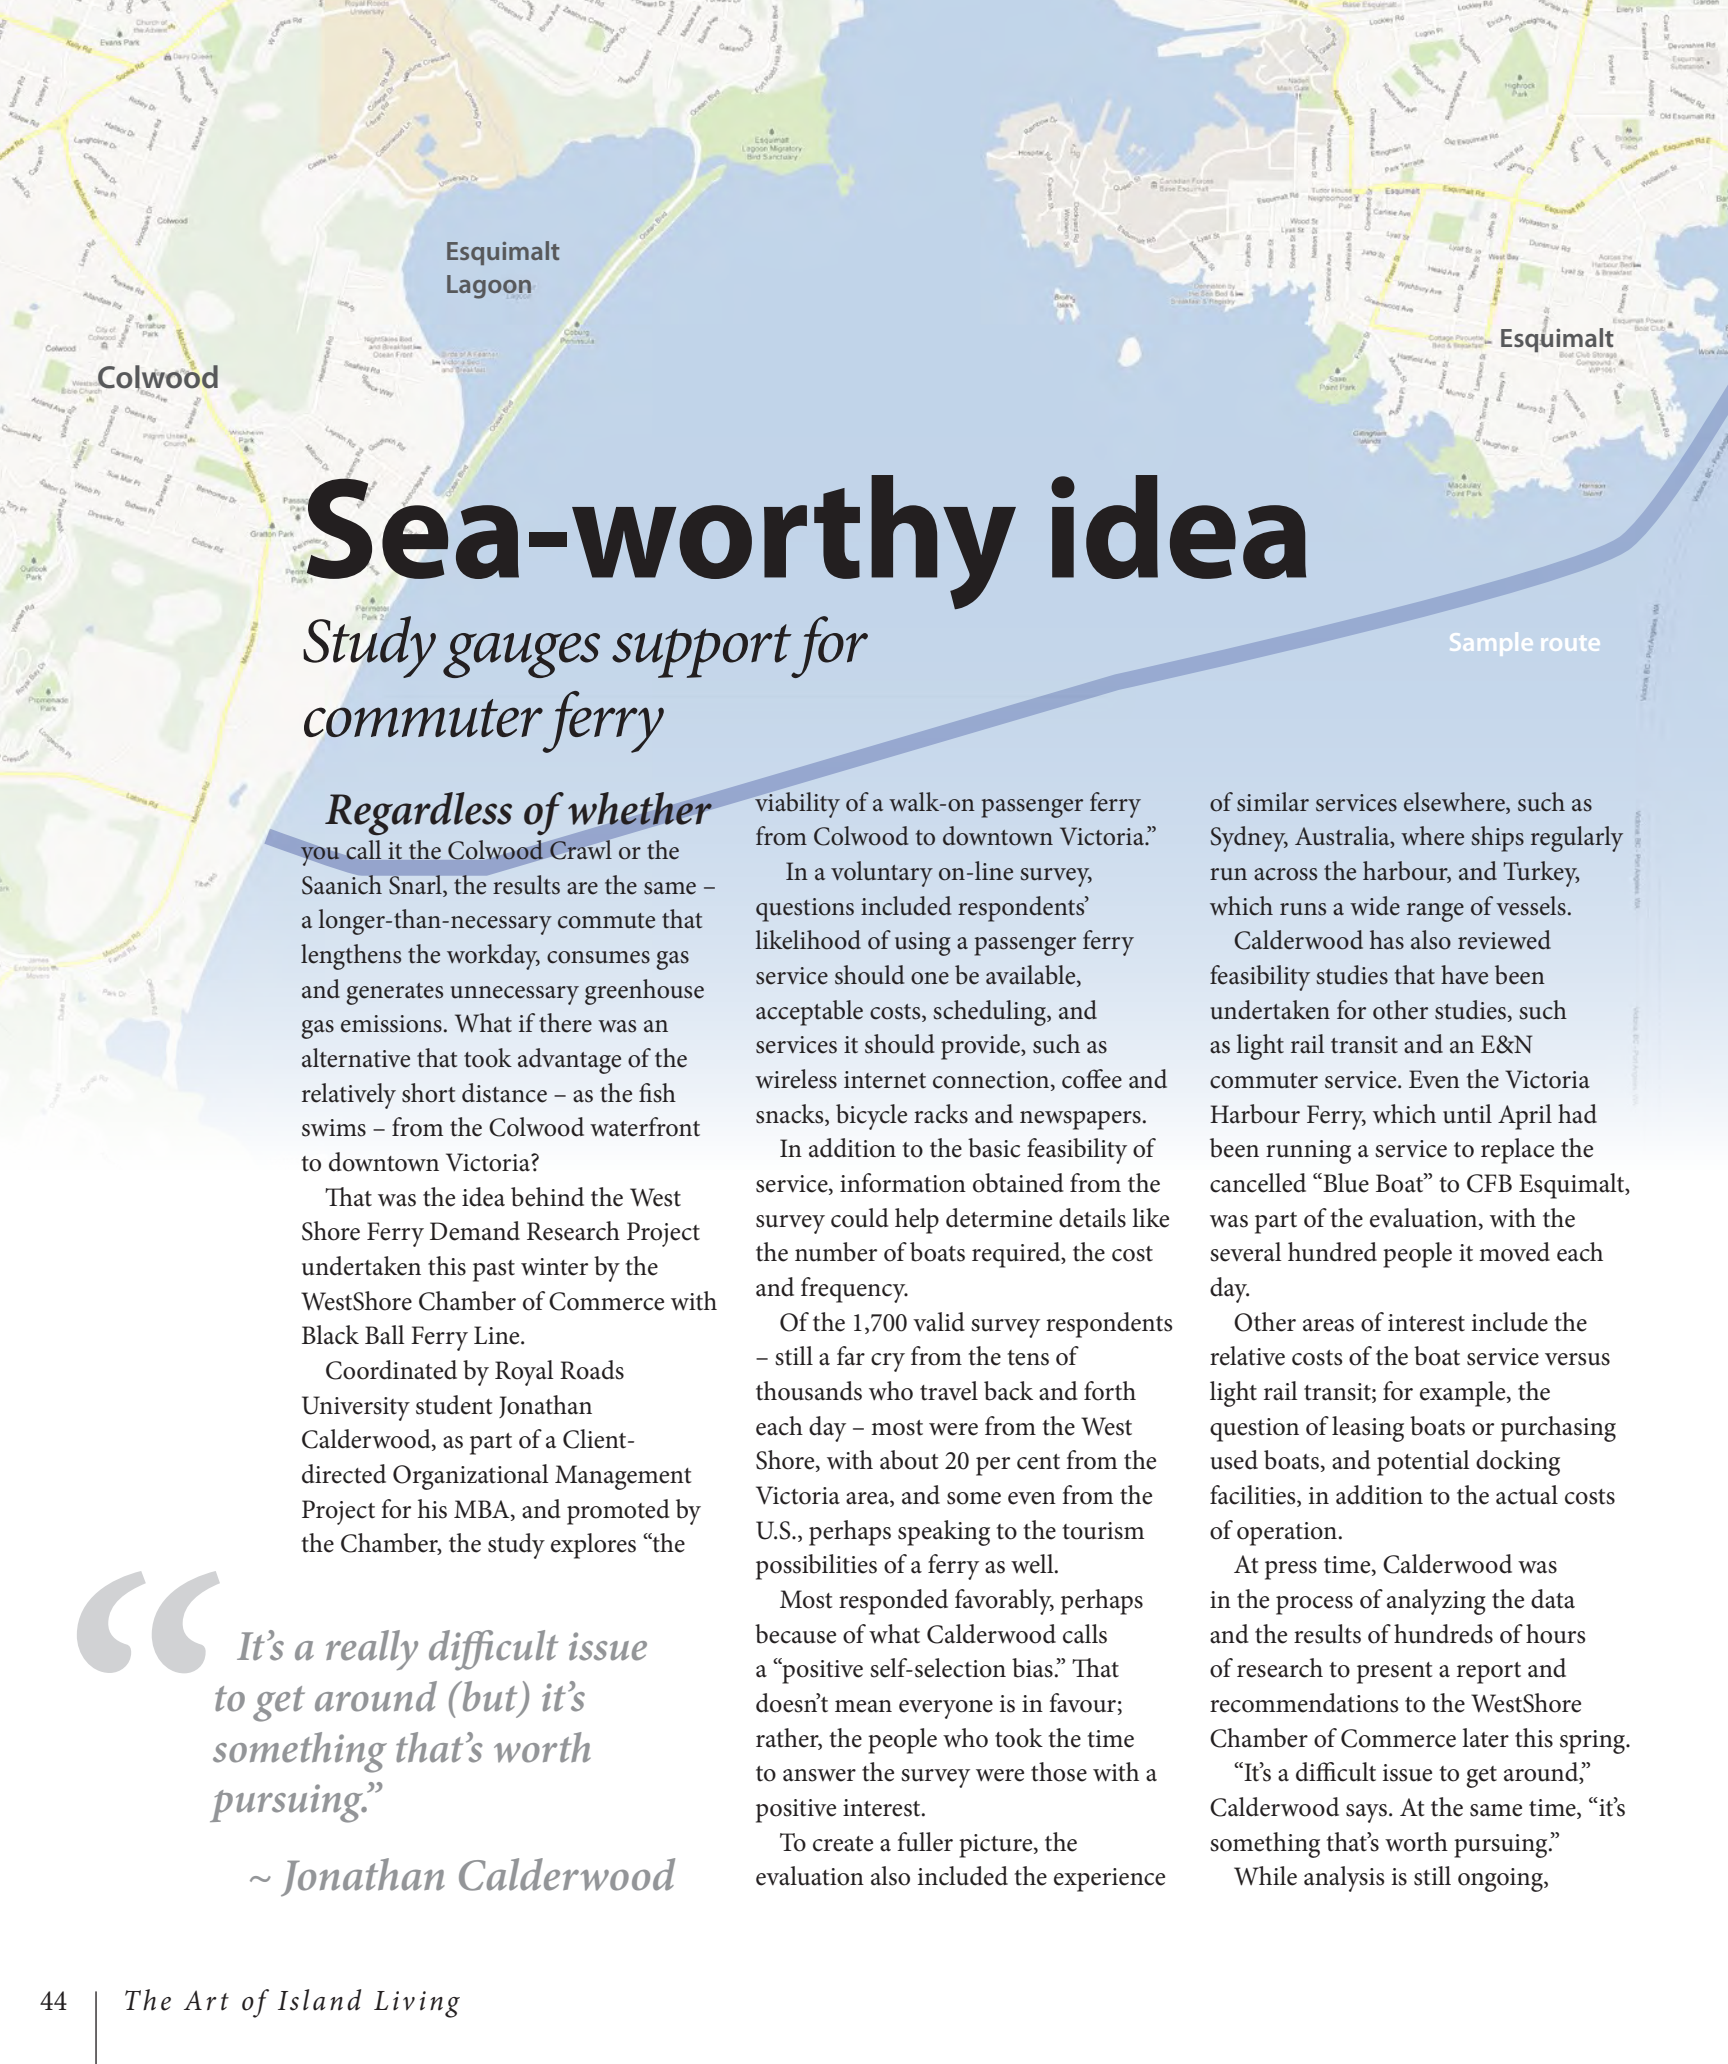 Esquimalt
Lagoon
Colwood
Esquimalt
Sea-worthy idea
Sample route
Study gauges support for
commuter ferry
Regardless of whether
you call it the Colwood Crawl or the
Saanich Snarl, the results are the same –
a longer-than-necessary commute that
lengthens the workday, consumes gas
and generates unnecessary greenhouse
gas emissions. What if there was an
alternative that took advantage of the
relatively short distance – as the fish
swims – from the Colwood waterfront
to downtown Victoria?
That was the idea behind the West
Shore Ferry Demand Research Project
undertaken this past winter by the
WestShore Chamber of Commerce with
Black Ball Ferry Line.
Coordinated by Royal Roads
University student Jonathan
Calderwood, as part of a Client-
directed Organizational Management
Project for his MBA, and promoted by
the Chamber, the study explores “the
viability of a walk-on passenger ferry
from Colwood to downtown Victoria.”
In a voluntary on-line survey,
questions included respondents’
likelihood of using a passenger ferry
service should one be available,
acceptable costs, scheduling, and
services it should provide, such as
wireless internet connection, coffee and
snacks, bicycle racks and newspapers.
In addition to the basic feasibility of
service, information obtained from the
survey could help determine details like
the number of boats required, the cost
and frequency.
Of the 1,700 valid survey respondents
– still a far cry from the tens of
thousands who travel back and forth
each day – most were from the West
Shore, with about 20 per cent from the
Victoria area, and some even from the
U.S., perhaps speaking to the tourism
possibilities of a ferry as well.
Most responded favorably, perhaps
because of what Calderwood calls
a “positive self-selection bias.” That
doesn’t mean everyone is in favour;
rather, the people who took the time
to answer the survey were those with a
positive interest.
To create a fuller picture, the
evaluation also included the experience
of similar services elsewhere, such as
Sydney, Australia, where ships regularly
run across the harbour, and Turkey,
which runs a wide range of vessels.
Calderwood has also reviewed
feasibility studies that have been
undertaken for other studies, such
as light rail transit and an E&N
commuter service. Even the Victoria
Harbour Ferry, which until April had
been running a service to replace the
cancelled “Blue Boat” to CFB Esquimalt,
was part of the evaluation, with the
several hundred people it moved each
day.
Other areas of interest include the
relative costs of the boat service versus
light rail transit; for example, the
question of leasing boats or purchasing
used boats, and potential docking
facilities, in addition to the actual costs
of operation.
At press time, Calderwood was
in the process of analyzing the data
and the results of hundreds of hours
of research to present a report and
recommendations to the WestShore
Chamber of Commerce later this spring.
“It’s a difficult issue to get around,”
Calderwood says. At the same time, “it’s
something that’s worth pursuing.”
While analysis is still ongoing,
“It’s a really difficult issue
to get around (but) it’s
something that’s worth
pursuing.”
~ Jonathan Calderwood
44
The Art of Island Living